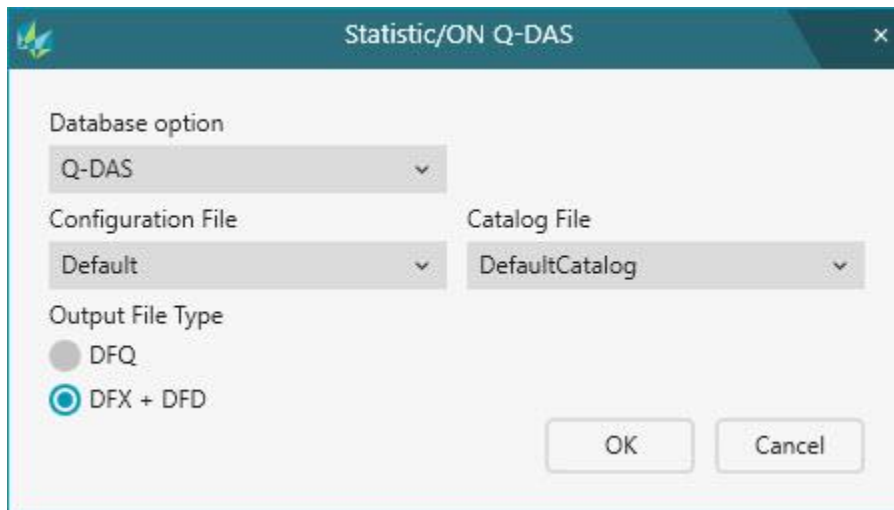 Statistic/ON Q-DAS
Database option
Q-DAS
Configuration File
Catalog File
Default
DefaultCatalog
Output File Type
DFQ
DFX + DFD
OK
Cancel